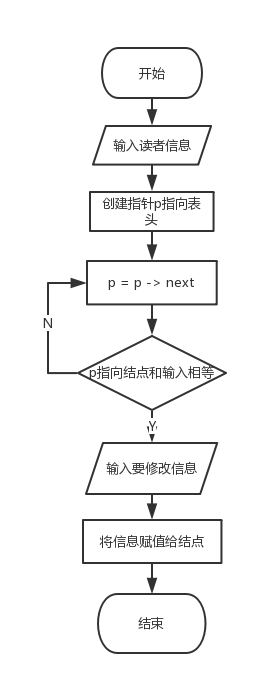 开始
输入读者信息
创建指针p指向表
头
p = p -> next
N
p指向结点和输入相等
Y
输入要修改信息
将信息赋值给结点
结束